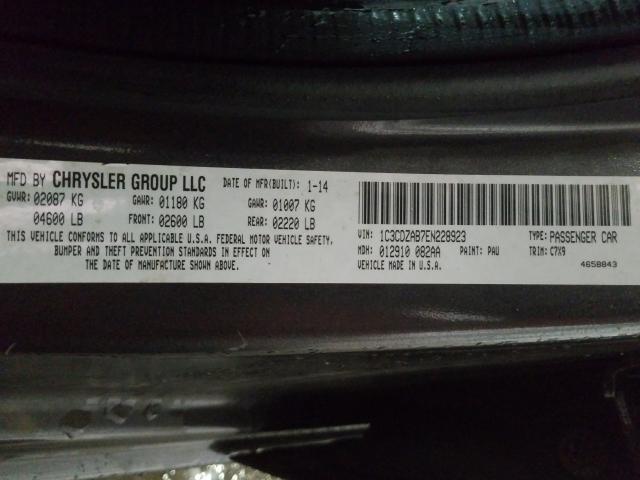 MFD BY CHRYSLER GROUP LLC DATE OF MFR(BUILT): 1-14
GVWR: 02087 KG GAWR: 01180 KG GAWR: 01007 KG
04600 LB FRONT: 02600 LB REAR: 02220 LB
THIS VEHICLE CONFORMS TO ALL APPLICABLE U.S.A. FEDERAL MOTOR VEHICLE SAFETY,
BUMPER AND THEFT PREVENTION STANDARDS IN EFFECT ON
THE DATE OF MANUFACTURE SHOWN ABOVE.
VIN: 1C3CDZAB7EN228923 TYPE: PASSENGER CAR
MDH: 012910 082AA PAINT: PAU TRIM: C7X9
VEHICLE MADE IN U.S.A. 4658843